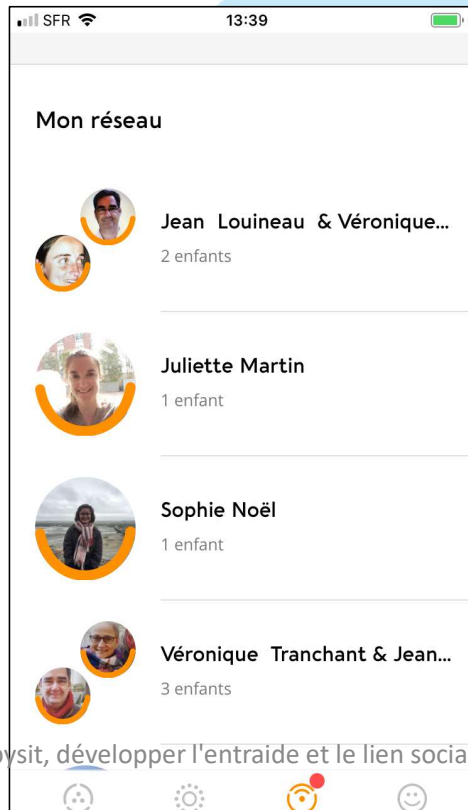 SFR 13:39
Mon réseau
Jean Louineau & Véronique...
2 enfants
Juliette Martin
1 enfant
Sophie Noël
1 enfant
Véronique Tranchant & Jean...
3 enfants
ysit, développer l'entraide et le lien socia